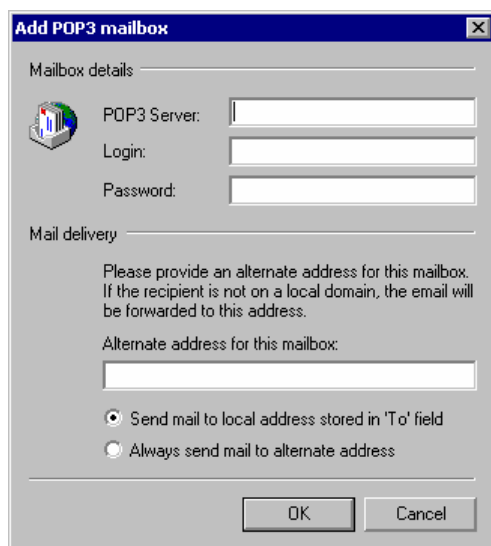 Add POP3 mailbox
Mailbox details
POP3 Server:
Login:
Password:
Mail delivery
Please provide an alternate address for this mailbox.
If the recipient is not on a local domain, the email will
be forwarded to this address.
Alternate address for this mailbox:
Send mail to local address stored in 'To' field
Always send mail to alternate address
OK
Cancel